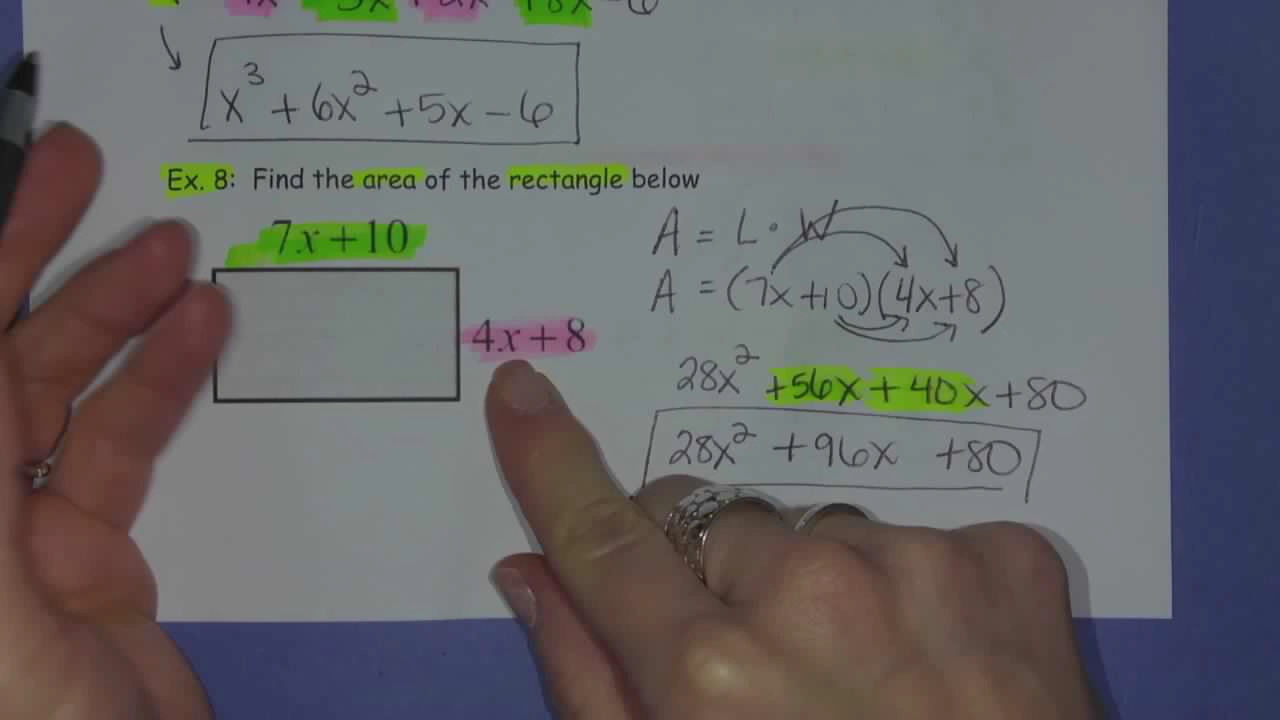 x³ + 6x² + 5x - 6
Ex. 8: Find the area of the rectangle below
7x + 10
4x + 8
A = L · W
A = (7x+10)(4x+8)
28x² +56x + 40x +80
28x² +96x +80